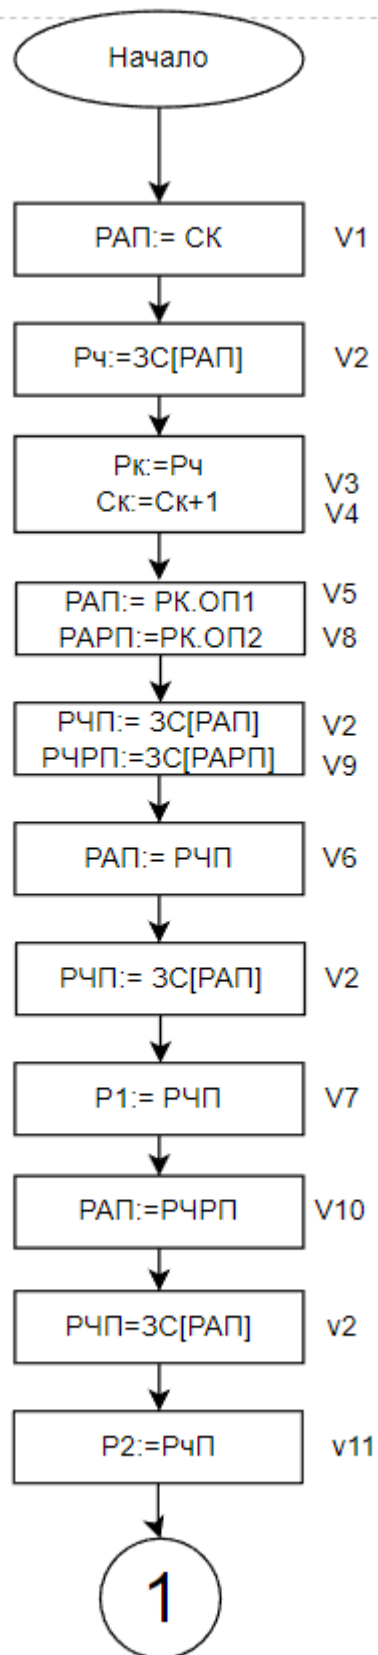 Начало
РАП:= СК V1
Рч:=ЗС[РАП] V2
Рк:=Рч V3
Ск:=Ск+1 V4
РАП:= РК.ОП1 V5
РАРП:=РК.ОП2 V8
РЧП:= ЗС[РАП] V2
РЧРП:=ЗС[РАРП] V9
РАП:= РЧП V6
РЧП:= ЗС[РАП] V2
Р1:= РЧП V7
РАП:=РЧРП V10
РЧП=ЗС[РАП] v2
Р2:=РчП v11
1